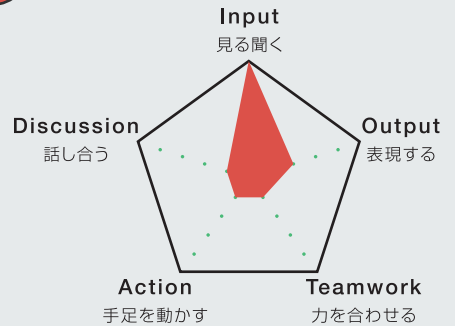 Input
見る聞く
Discussion
話し合う
Output
表現する
Action
手足を動かす
Teamwork
力を合わせる